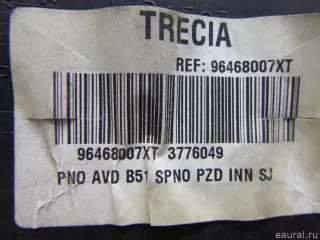 TRECIA
REF: 96468007XT
96468007XT 3776049
PNO AVD B51 SPNO PZD INN SJ
© eaural.ru